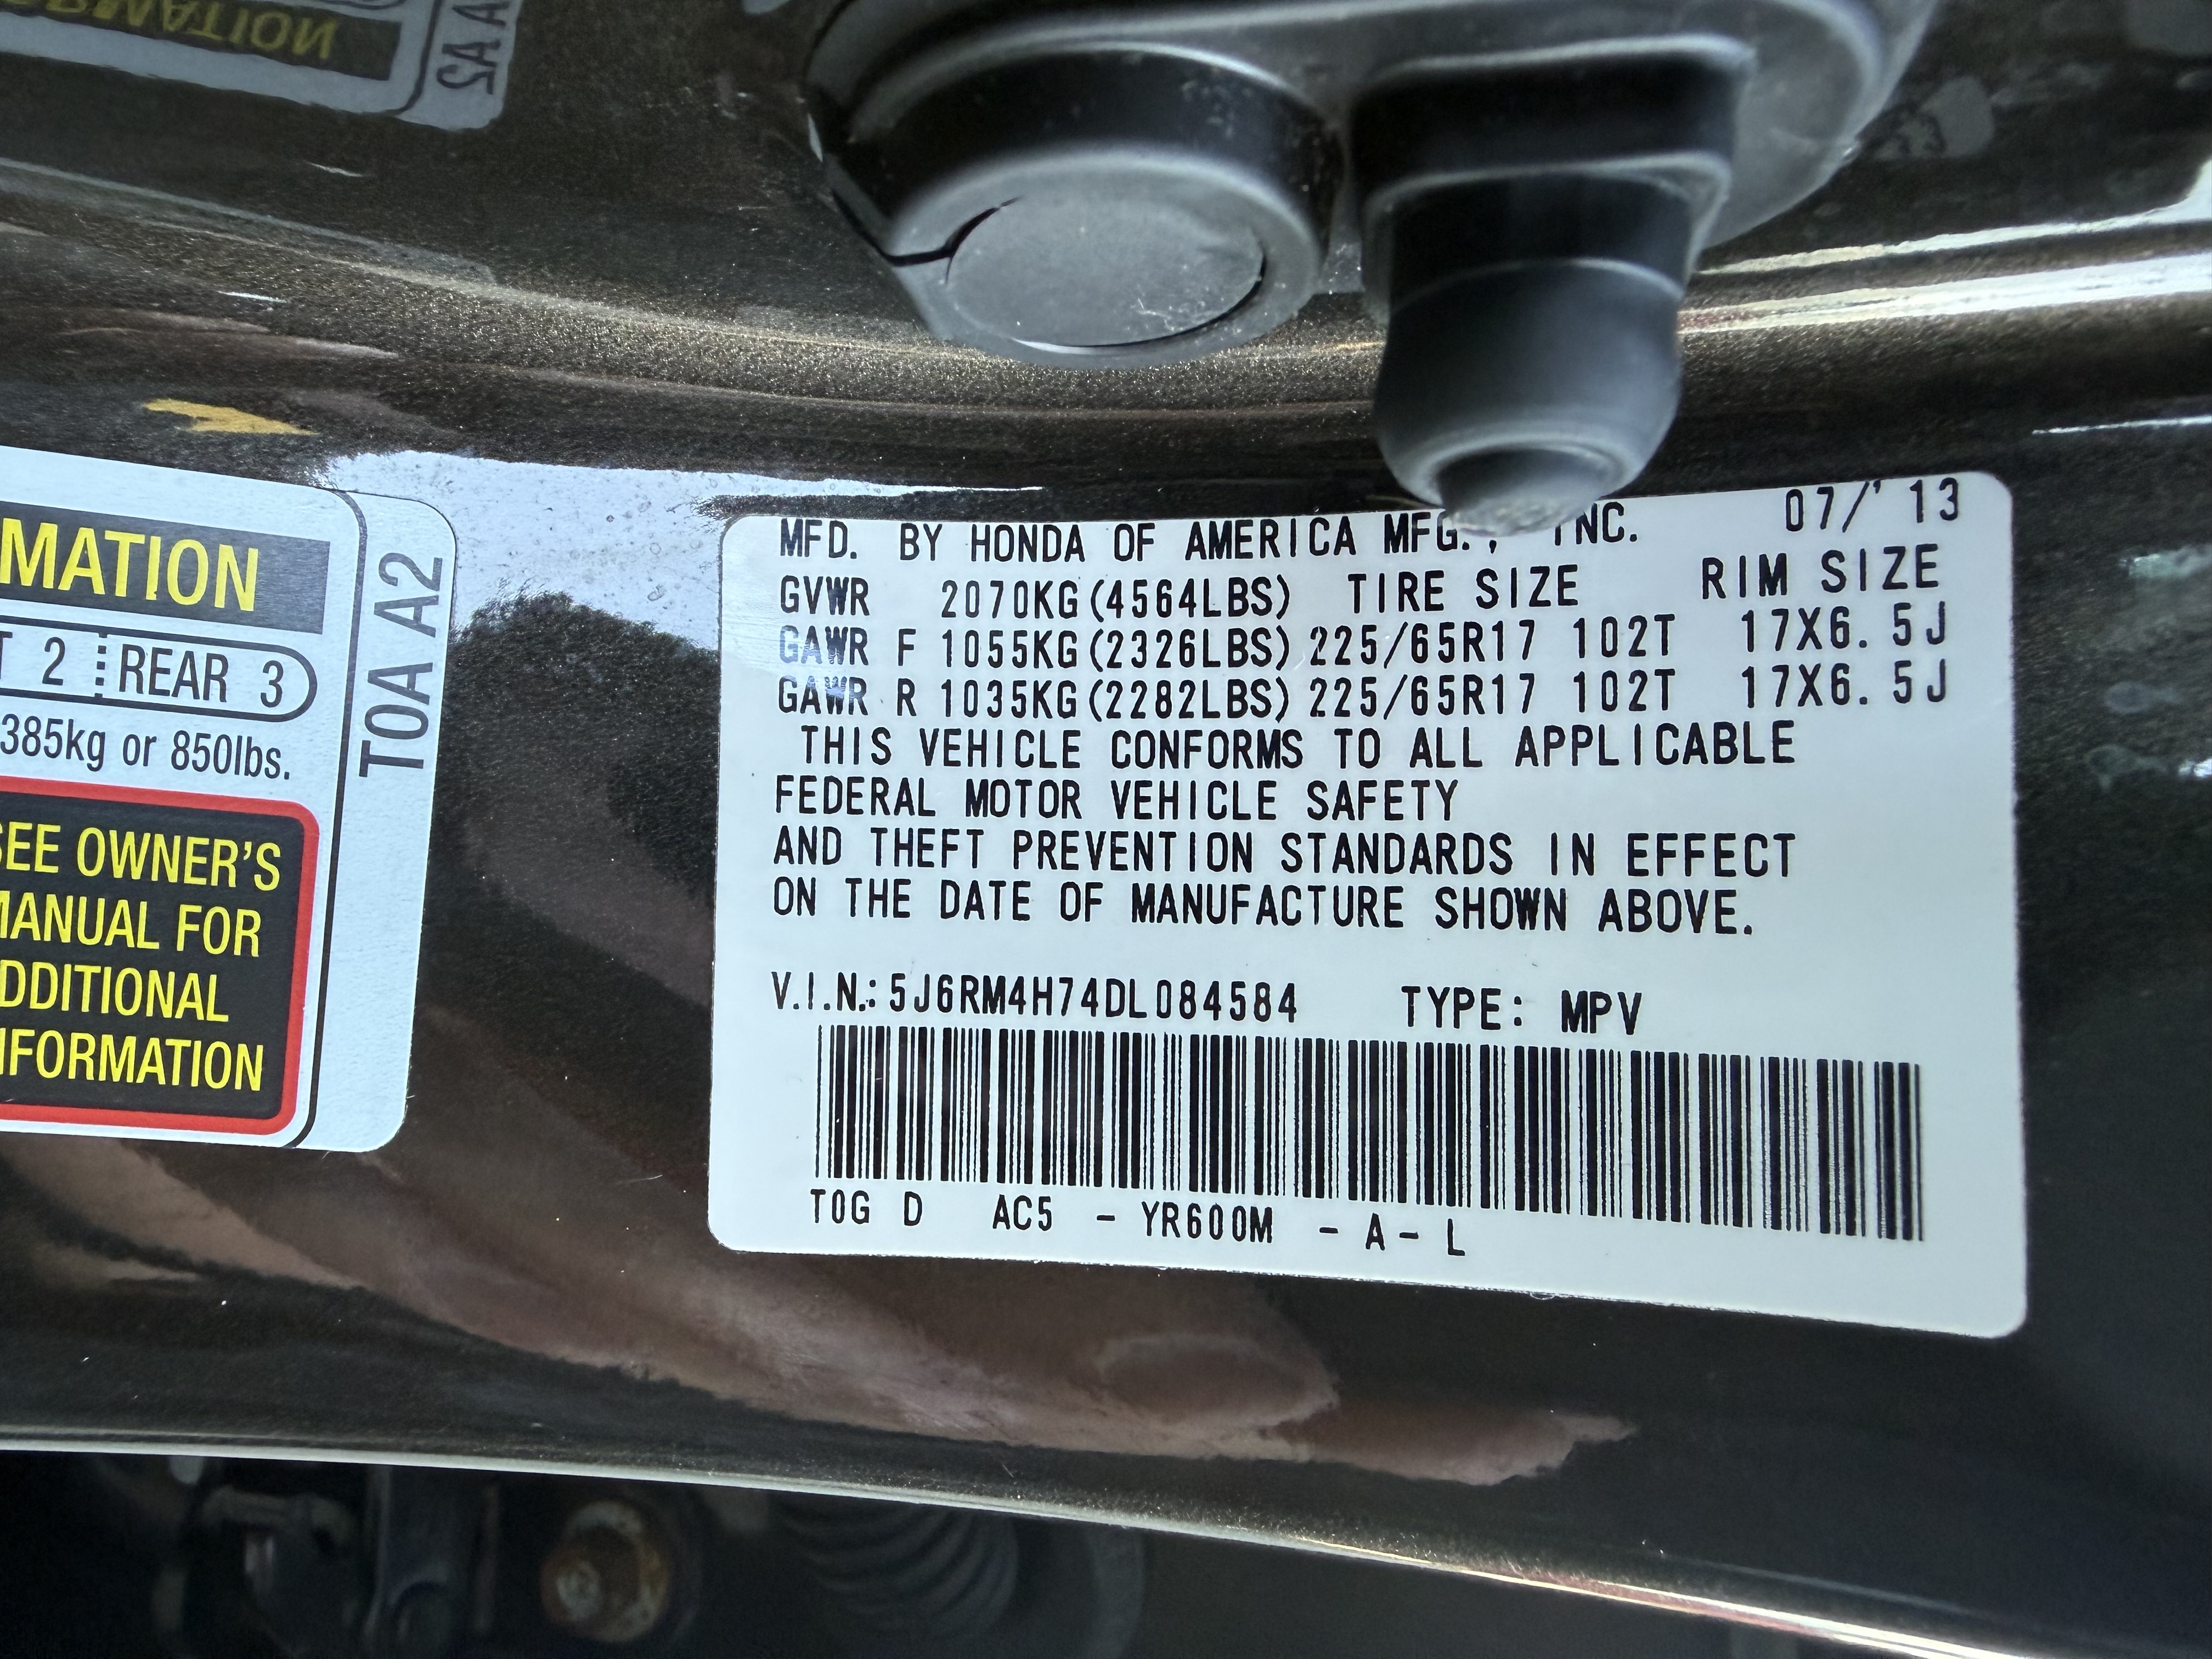 MATION
T 2 REAR 3
385kg or 850lbs.
SEE OWNER'S
MANUAL FOR
ADDITIONAL
INFORMATION
T0A A2
MFD. BY HONDA OF AMERICA MFG., INC. 07/'13
GVWR 2070KG(4564LBS) TIRE SIZE RIM SIZE
GAWR F 1055KG(2326LBS) 225/65R17 102T 17X6.5J
GAWR R 1035KG(2282LBS) 225/65R17 102T 17X6.5J
THIS VEHICLE CONFORMS TO ALL APPLICABLE
FEDERAL MOTOR VEHICLE SAFETY
AND THEFT PREVENTION STANDARDS IN EFFECT
ON THE DATE OF MANUFACTURE SHOWN ABOVE.
V.I.N.: 5J6RM4H74DL084584 TYPE: MPV
T0G D AC5 - YR600M - A - L